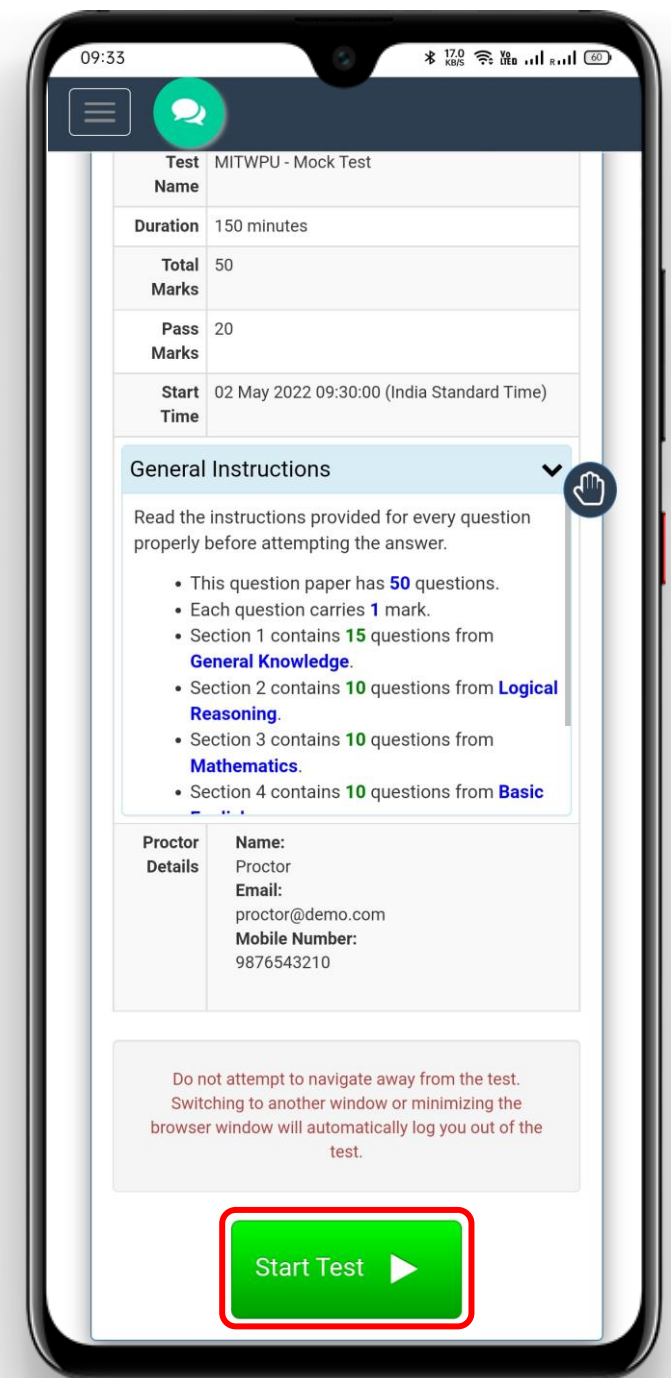 09:33 17.0 KB/S Vo LTE R 60
Test Name MITWPU - Mock Test
Duration 150 minutes
Total Marks 50
Pass Marks 20
Start Time 02 May 2022 09:30:00 (India Standard Time)
General Instructions
Read the instructions provided for every question
properly before attempting the answer.
• This question paper has 50 questions.
• Each question carries 1 mark.
• Section 1 contains 15 questions from
General Knowledge.
• Section 2 contains 10 questions from Logical
Reasoning.
• Section 3 contains 10 questions from
Mathematics.
• Section 4 contains 10 questions from Basic
Proctor Details
Name:
Proctor
Email:
proctor@demo.com
Mobile Number:
9876543210
Do not attempt to navigate away from the test.
Switching to another window or minimizing the
browser window will automatically log you out of the
test.
Start Test